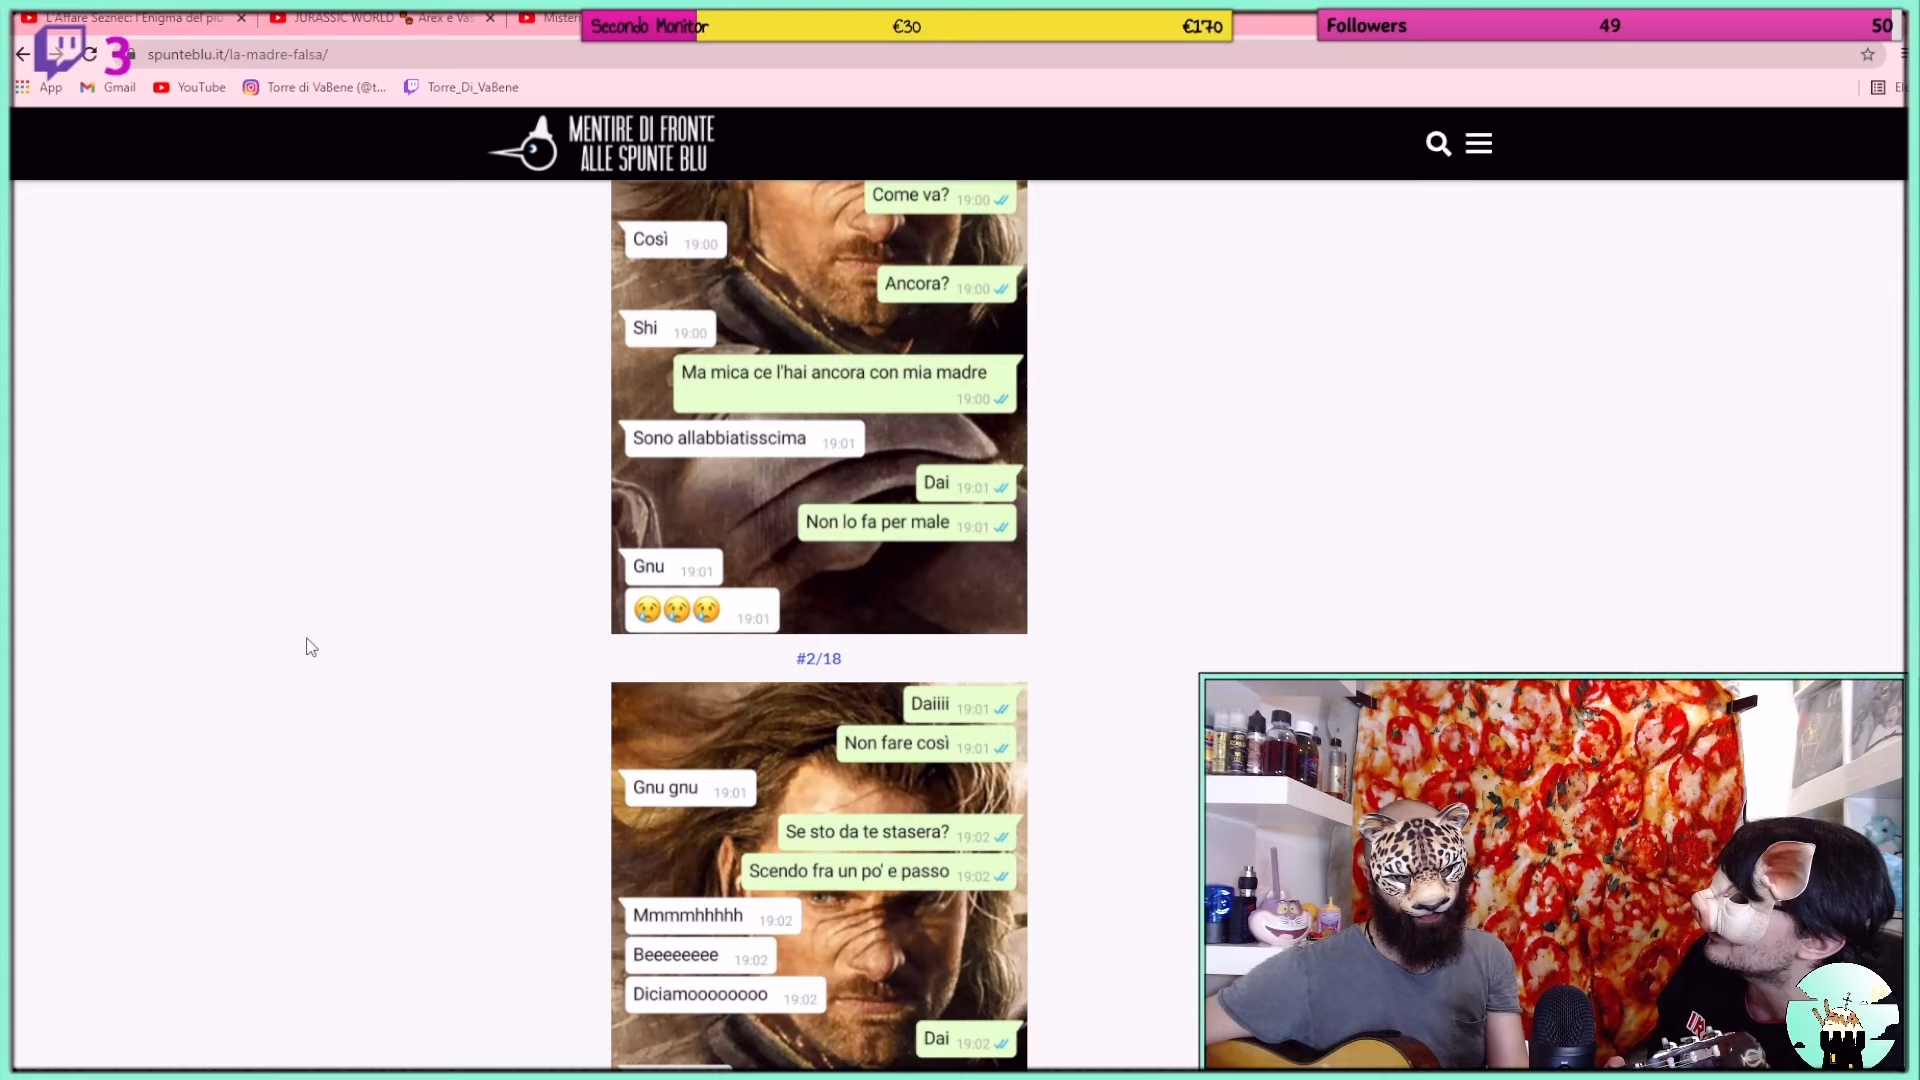 L'Affare Seznec: l'Enigma del più
JURASSIC WORLD
Arex e Vas
Misteri
Secondo Monitor
€30
€170
Followers
49
50
3
spunteblu.it/la-madre-falsa/
App
Gmail
YouTube
Torre di VaBene (@t...
Torre_Di_VaBene
MENTIRE DI FRONTE
ALLE SPUNTE BLU
Come va? 19:00
Così 19:00
Ancora? 19:00
Shi 19:00
Ma mica ce l'hai ancora con mia madre
19:00
Sono allabbiatisscima 19:01
Dai 19:01
Non lo fa per male 19:01
Gnu 19:01
😢😢😢 19:01
#2/18
Daiiii 19:01
Non fare così 19:01
Gnu gnu 19:01
Se sto da te stasera? 19:02
Scendo fra un po' e passo 19:02
Mmmmhhhhh 19:02
Beeeeeeee 19:02
Diciamoooooooo 19:02
Dai 19:02